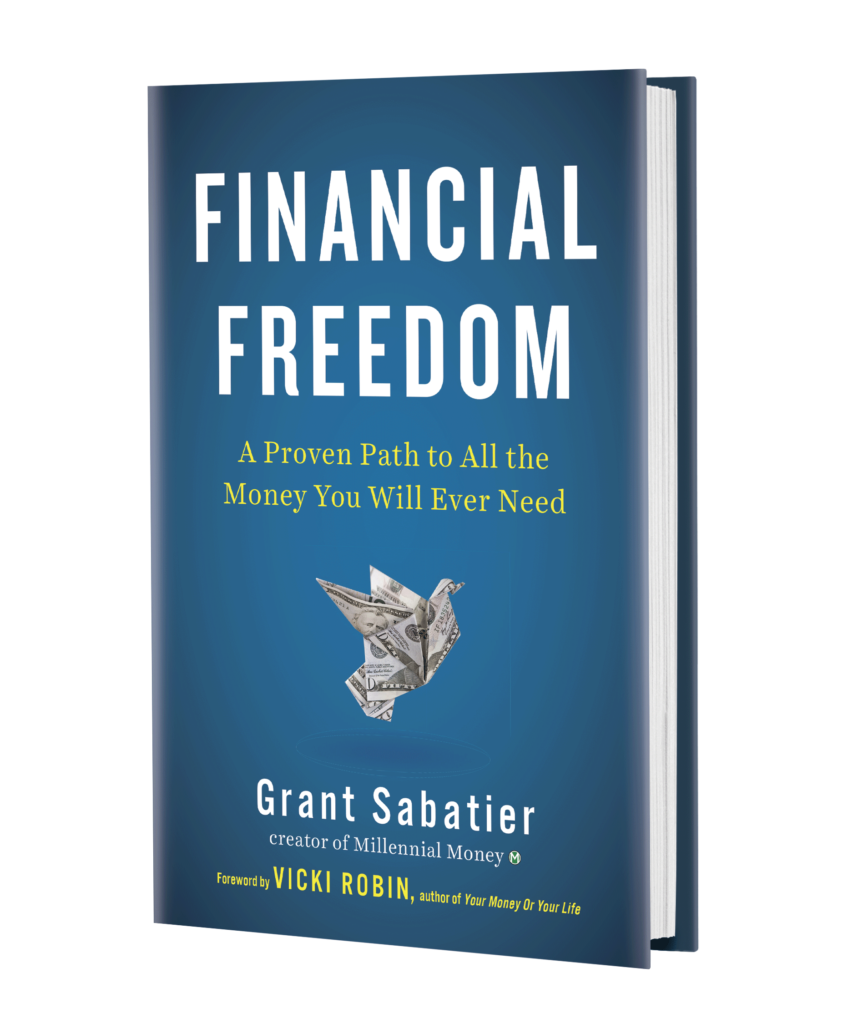 FINANCIAL
FREEDOM
A Proven Path to All the
Money You Will Ever Need
Grant Sabatier
creator of Millennial Money M
Foreword by VICKI ROBIN, author of Your Money Or Your Life